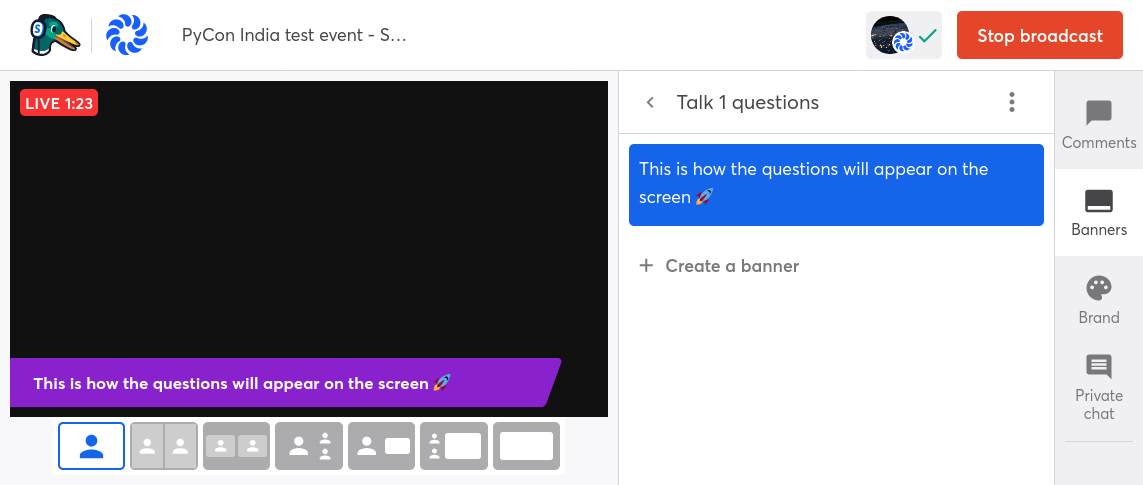 S
PyCon India test event - S...
Stop broadcast
LIVE 1:23
This is how the questions will appear on the screen 🚀
Talk 1 questions
This is how the questions will appear on the
screen 🚀
+ Create a banner
Comments
Banners
Brand
Private
chat